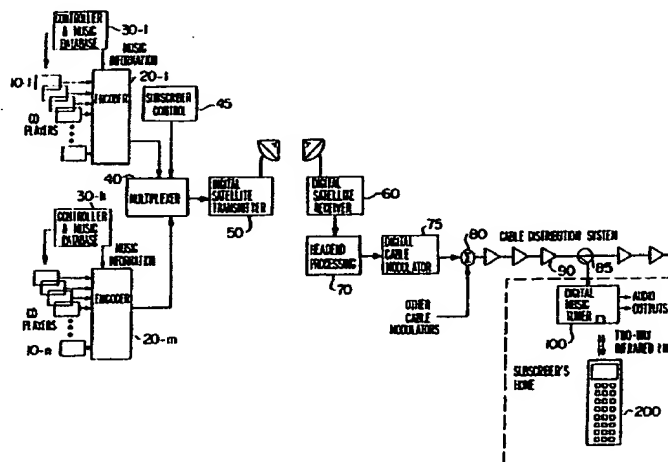 CONTROLLER
& MUSIC
DATABASE
30-1
MUSIC
INFORMATION
20-1
10-1
ENCODER
CD
PLAYERS
SUBSCRIBER
CONTROL
45
40
MULTIPLEXER
DIGITAL
SATELLITE
TRANSMITTER
50
DIGITAL
SATELLITE
RECEIVER
60
HEADEND
PROCESSING
70
75
DIGITAL
CABLE
MODULATOR
80
OTHER
CABLE
MODULATORS
CABLE DISTRIBUTION SYSTEM
90
85
30-k
CONTROLLER
& MUSIC
DATABASE
MUSIC
INFORMATION
ENCODER
CD
PLAYERS
10-n
20-m
DIGITAL
MUSIC
TUNER
100
AUDIO
OUTPUTS
TWO-WAY
INFRARED
SUBSCRIBER'S
HOME
200